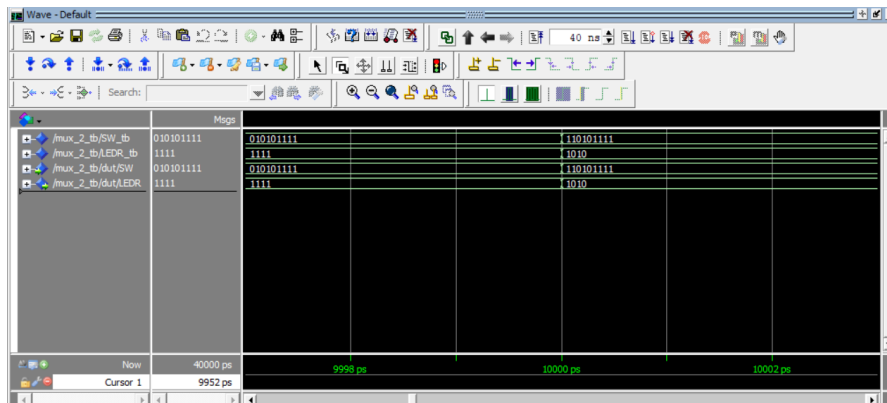 Wave - Default
40 ns
Search:
Msgs
/mux_2_tb/SW_tb 010101111 010101111 110101111
/mux_2_tb/LEDR_tb 1111 1111 1010
/mux_2_tb/dut/SW 010101111 010101111 110101111
/mux_2_tb/dut/LEDR 1111 1111 1010
Now 40000 ps 9998 ps 10000 ps 10002 ps
Cursor 1 9952 ps